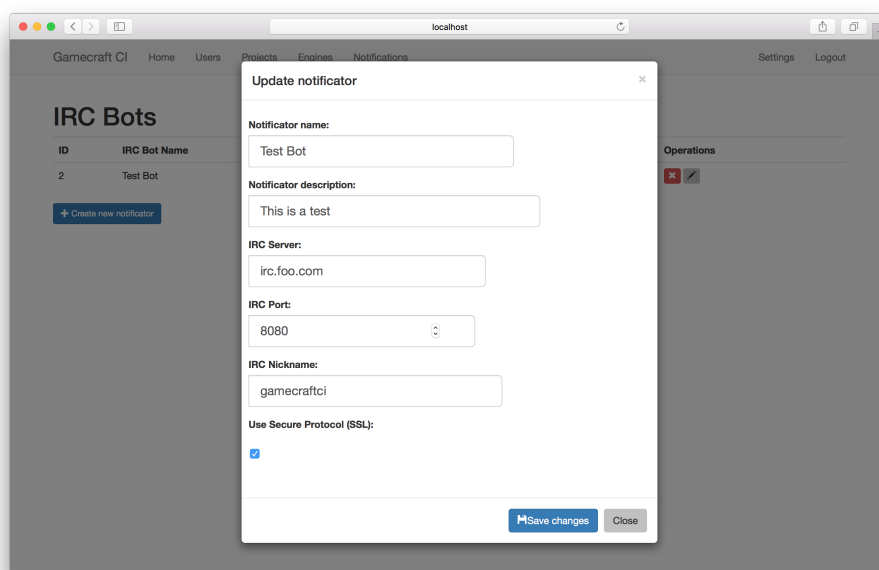 localhost
Gamecraft CI Home Users Projects Engines Notifications Settings Logout
Update notificator ×
IRC Bots
ID IRC Bot Name Operations
2 Test Bot
Create new notificator
Notificator name:
Test Bot
Notificator description:
This is a test
IRC Server:
irc.foo.com
IRC Port:
8080
IRC Nickname:
gamecraftci
Use Secure Protocol (SSL):
Save changes Close